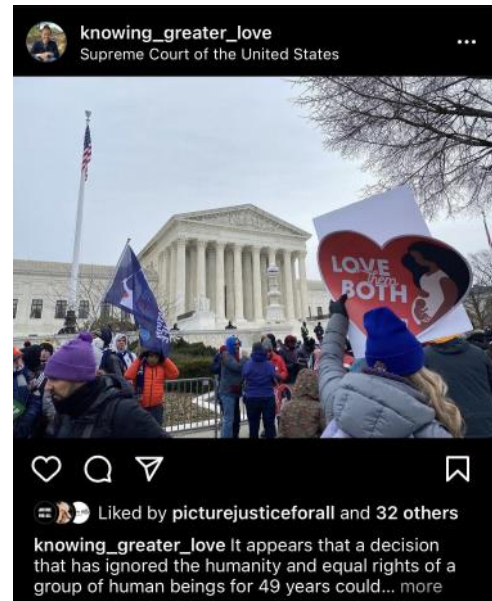 knowing_greater_love
Supreme Court of the United States
LOVE
them
BOTH
Liked by picturejusticeforall and 32 others
knowing_greater_love It appears that a decision
that has ignored the humanity and equal rights of a
group of human beings for 49 years could... more